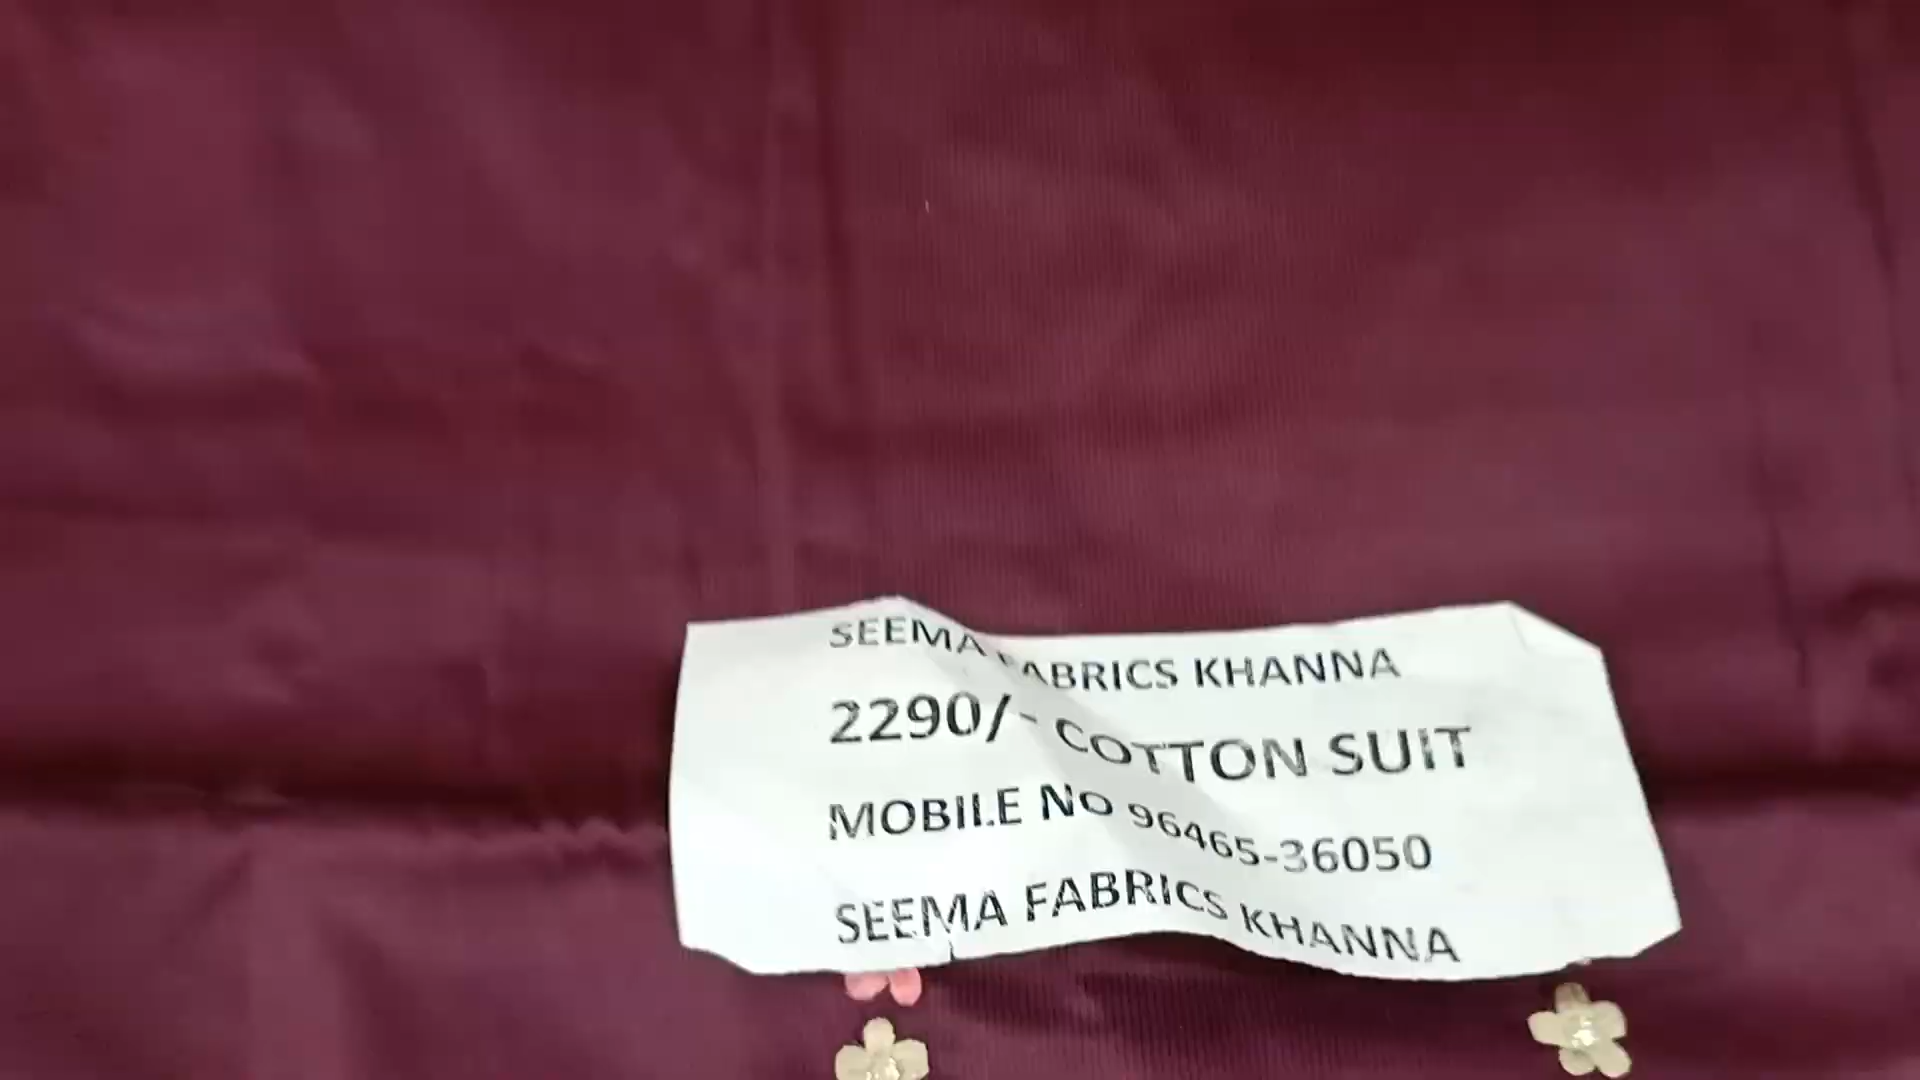 SEEMA FABRICS KHANNA
2290/- COTTON SUIT
MOBILE NO 96465-36050
SEEMA FABRICS KHANNA